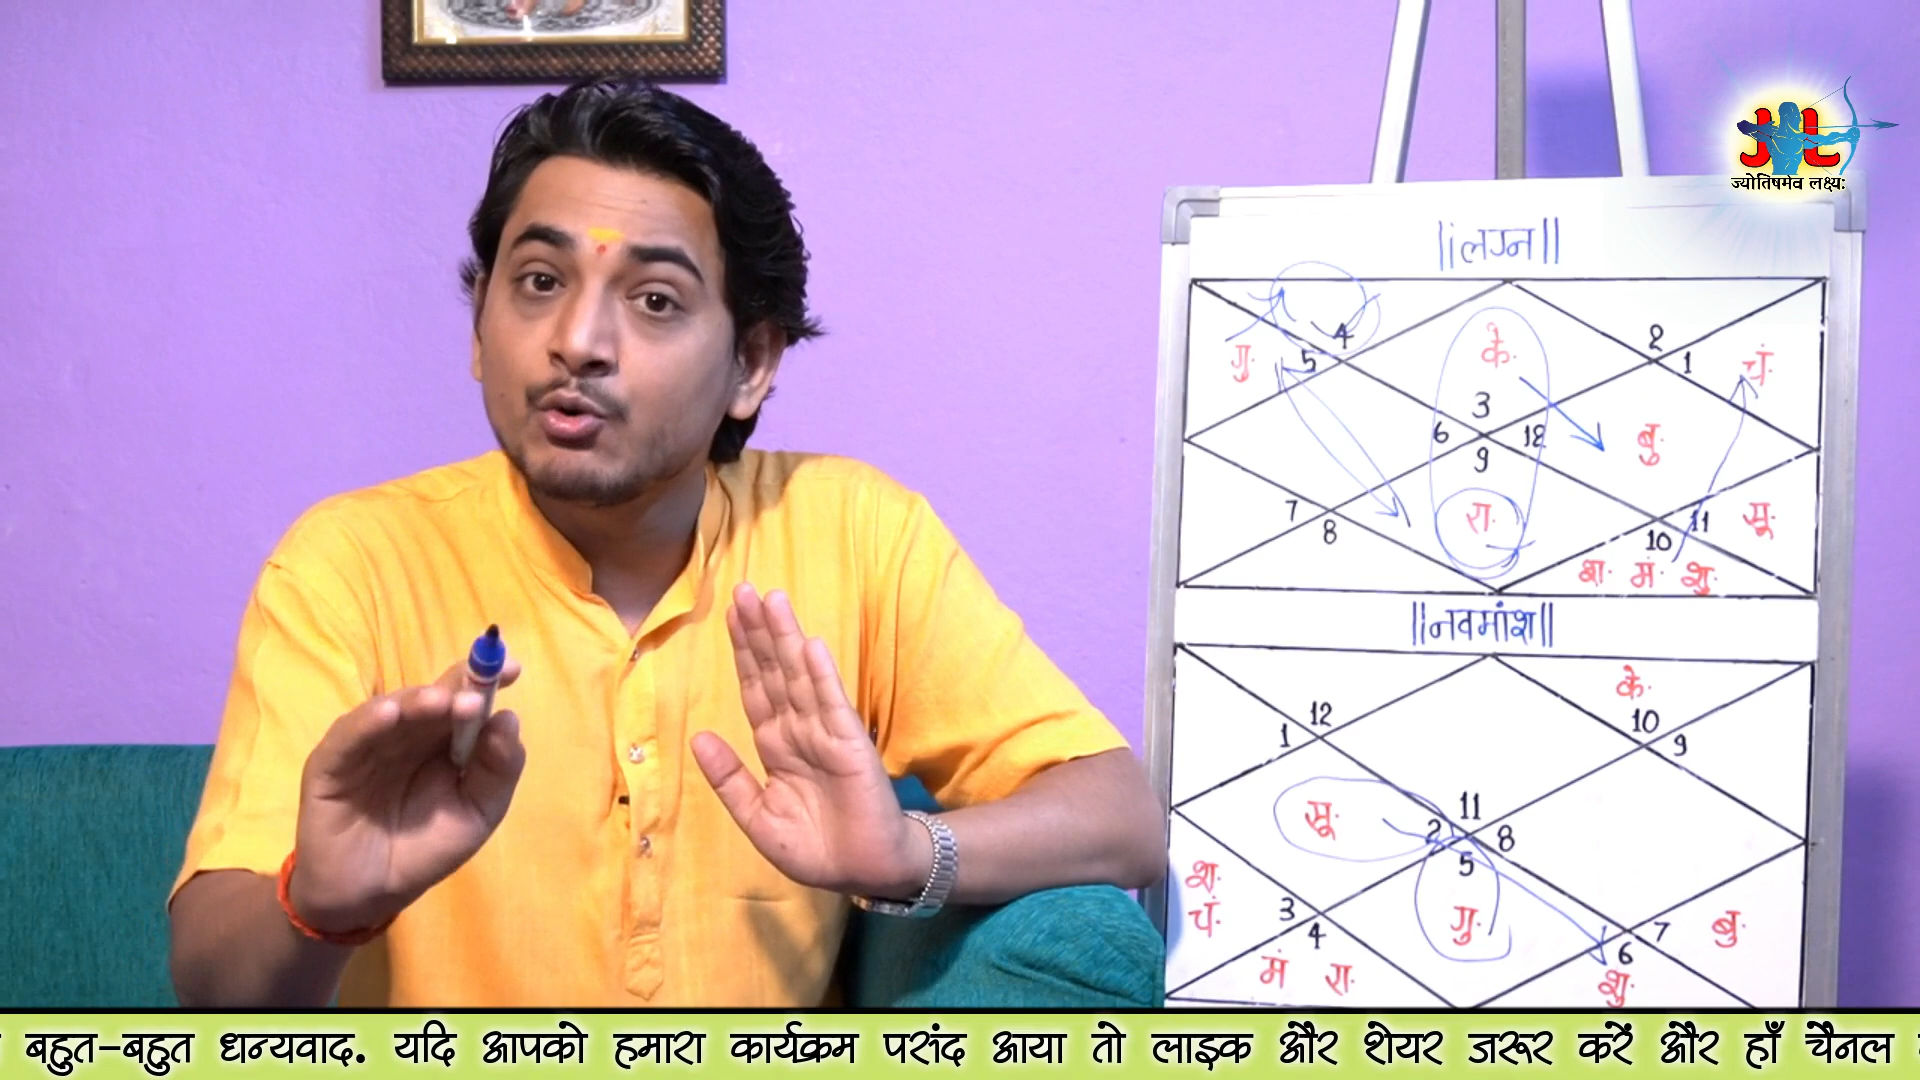 ज्योतिषमेव लक्ष्यः
||लग्न||
4 के. 2
गु. 5 1 चं.
3
6 12 बु.
9
7 रा. 11 सू.
8 10
श. मं. शु.
||नवमांश||
के.
12 10
1 9
सू. 11
2 8
5
श.
चं. 3 गु. 7 बु.
4 6
मं रा. शु.
बहुत-बहुत धन्यवाद. यदि आपको हमारा कार्यक्रम पसंद आया तो लाइक और शेयर जरूर करें और हाँ चैनल